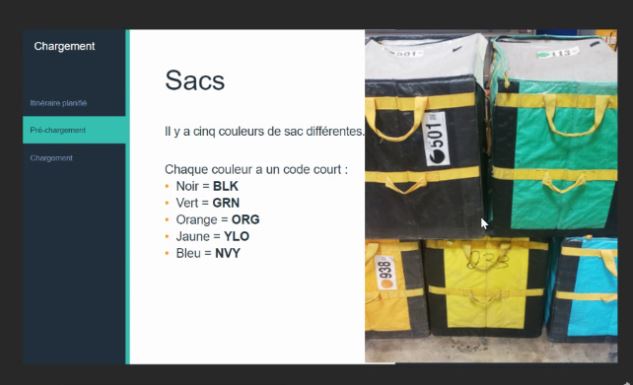 Chargement
Itinéraire planifié
Pré-chargement
Chargement
Sacs
Il y a cinq couleurs de sac différentes.
Chaque couleur a un code court :
• Noir = BLK
• Vert = GRN
• Orange = ORG
• Jaune = YLO
• Bleu = NVY
501
113
501
938